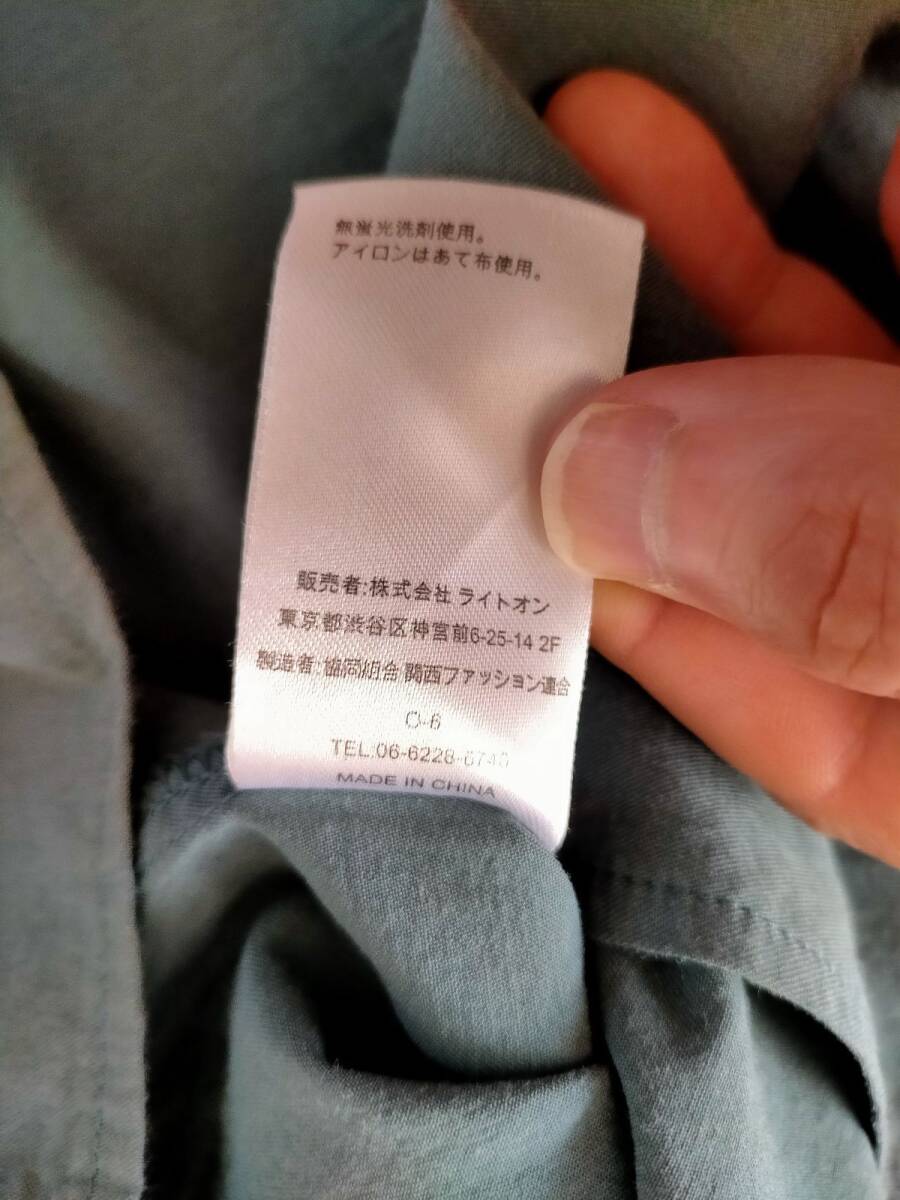 無蛍光洗剤使用。
アイロンはあて布使用。
販売者:株式会社 ライトオン
東京都渋谷区神宮前6-25-14 2F
製造者:協同組合 関西ファッション連合
O-6
TEL:06-6228-6740
MADE IN CHINA